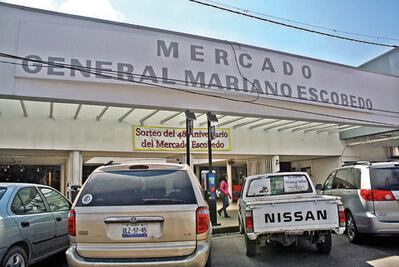 MERCADO
GENERAL MARIANO ESCOBEDO
Sorteo del 48 Aniversario
del Mercado Escobedo
NISSAN